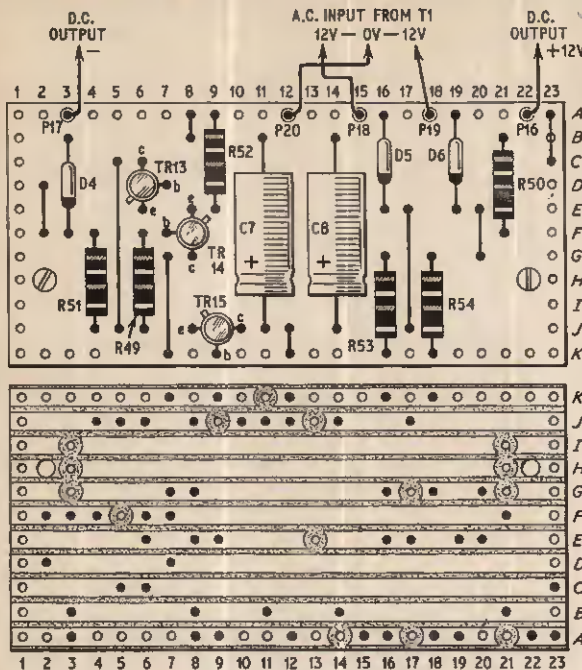 D.C. OUTPUT −
A.C. INPUT FROM T1
12V — 0V — 12V
D.C. OUTPUT +12V
1 2 3 4 5 6 7 8 9 10 11 12 13 14 15 16 17 18 19 20 21 22 23
P17 P20 P18 P19 P16 A
R52 D5 D6 B
c C
D4 TR13 b R50 D
e e E
b TR 14 C7 C8 F
c G
+ + H
R51 TR15 R54 I
e c R53 J
R49 b K
K
J
I
H
G
F
E
D
C
B
A
1 2 3 4 5 6 7 8 9 10 11 12 13 14 15 16 17 18 19 20 21 22 23